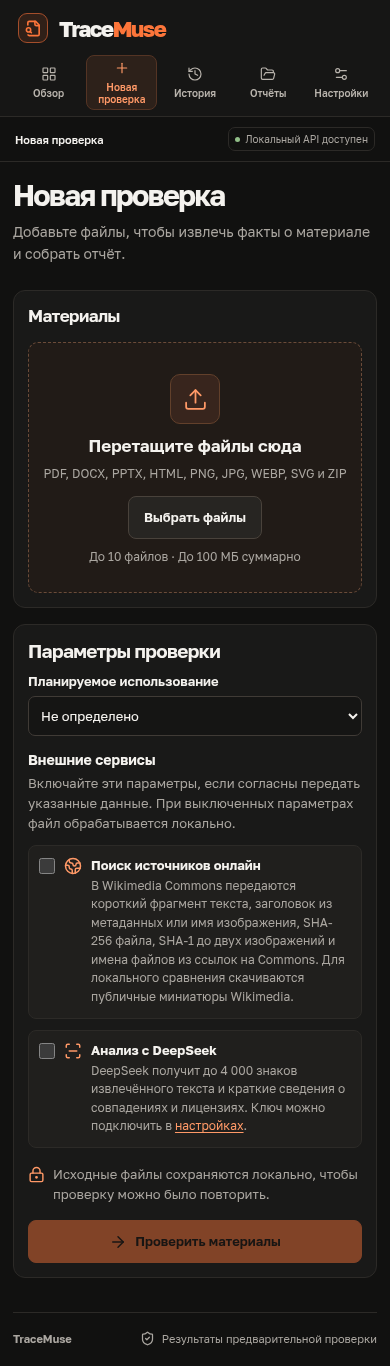 TraceMuse
Обзор
Новая
проверка
История
Отчёты
Настройки
Новая проверка
Локальный API доступен
Новая проверка
Добавьте файлы, чтобы извлечь факты о материале
и собрать отчёт.
Материалы
Перетащите файлы сюда
PDF, DOCX, PPTX, HTML, PNG, JPG, WEBP, SVG и ZIP
Выбрать файлы
До 10 файлов · До 100 МБ суммарно
Параметры проверки
Планируемое использование
Не определено
Внешние сервисы
Включайте эти параметры, если согласны передать
указанные данные. При выключенных параметрах
файл обрабатывается локально.
Поиск источников онлайн
В Wikimedia Commons передаются
короткий фрагмент текста, заголовок из
метаданных или имя изображения, SHA-
256 файла, SHA-1 до двух изображений и
имена файлов из ссылок на Commons. Для
локального сравнения скачиваются
публичные миниатюры Wikimedia.
Анализ с DeepSeek
DeepSeek получит до 4 000 знаков
извлечённого текста и краткие сведения о
совпадениях и лицензиях. Ключ можно
подключить в настройках.
Исходные файлы сохраняются локально, чтобы
проверку можно было повторить.
Проверить материалы
TraceMuse
Результаты предварительной проверки